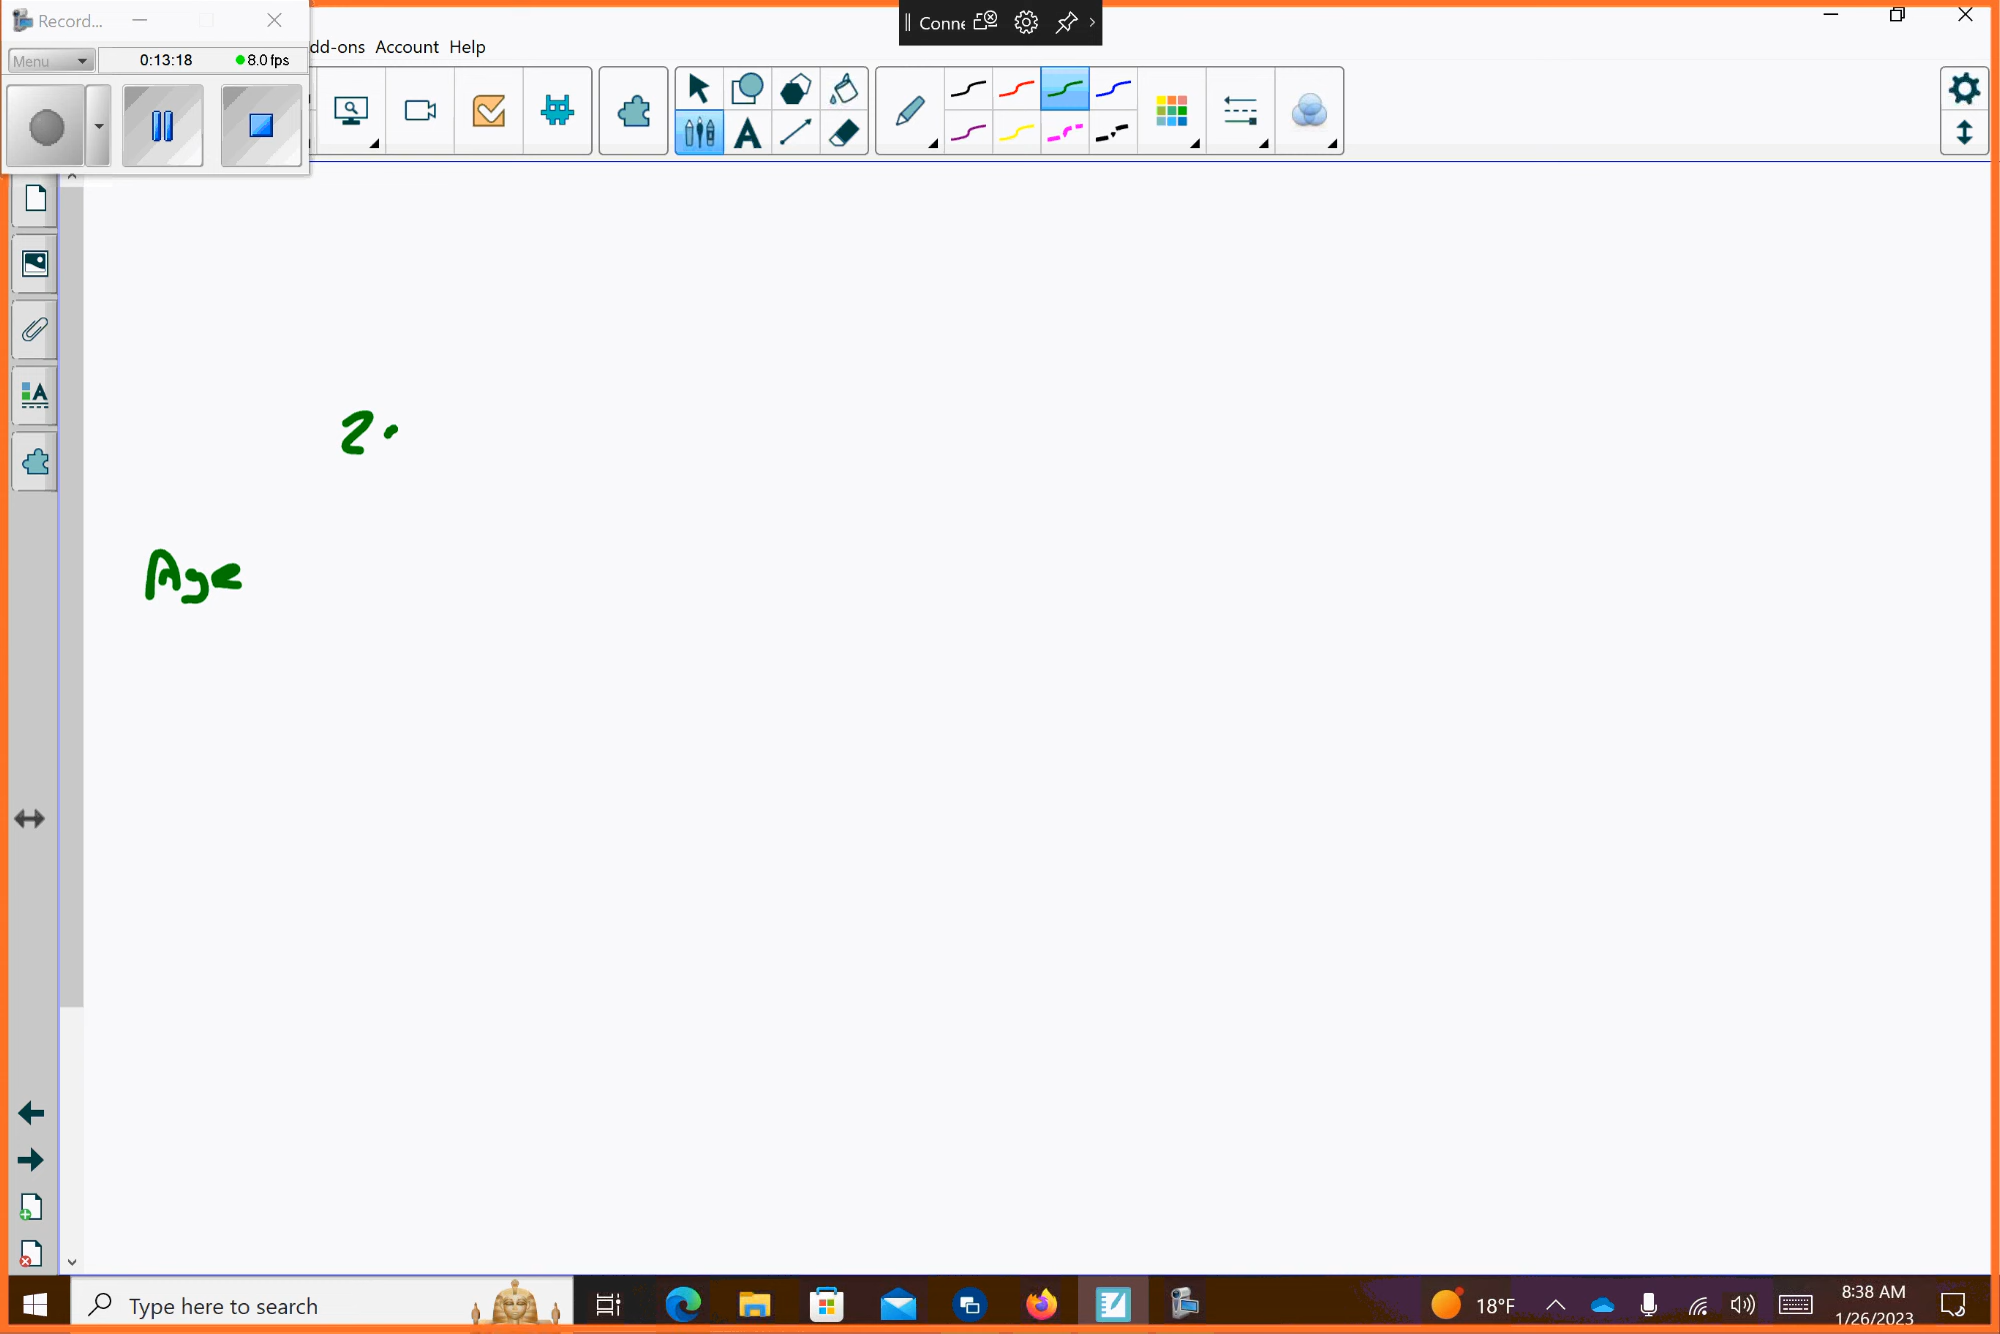 Record...
Conne
dd-ons Account Help
Menu 0:13:18 8.0 fps
A
A
2.
Age
Type here to search
18°F
8:38 AM
1/26/2023